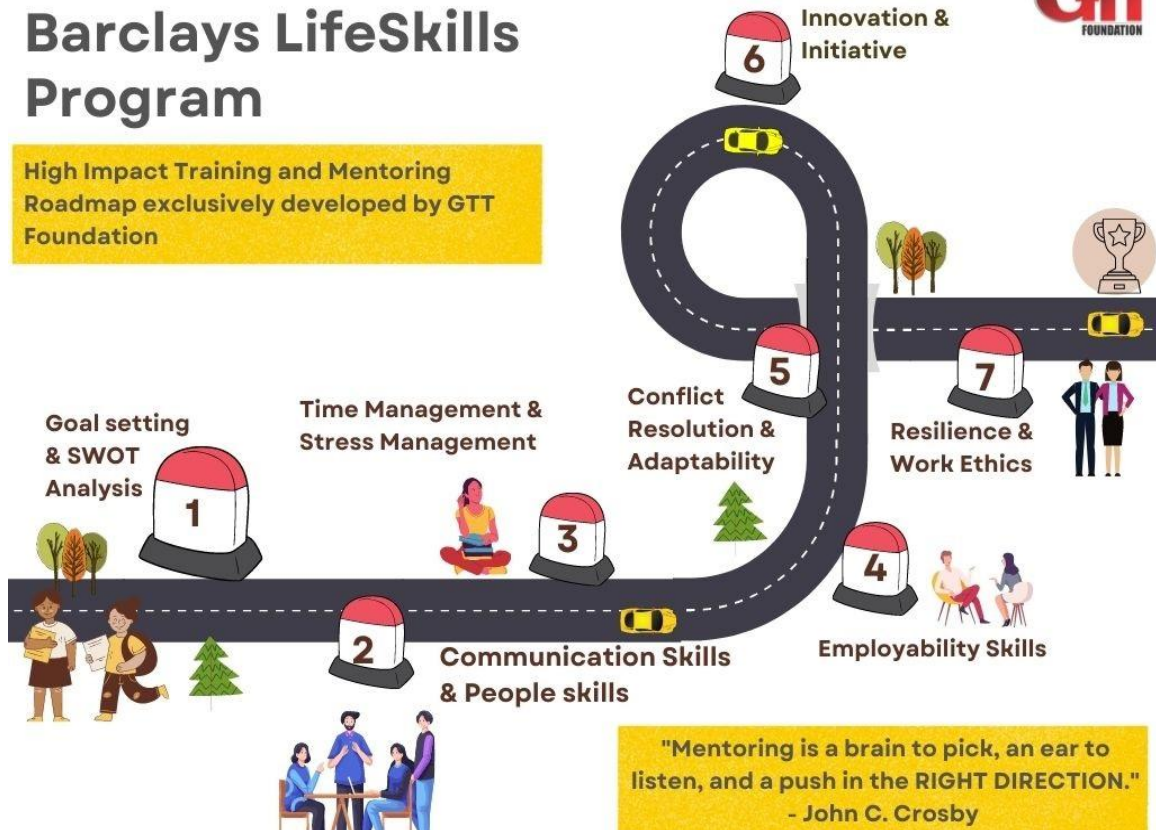 Barclays LifeSkills
Program
GTT
FOUNDATION
High Impact Training and Mentoring
Roadmap exclusively developed by GTT
Foundation
Goal setting
& SWOT
Analysis
1
2
Communication Skills
& People skills
Time Management &
Stress Management
3
4
Employability Skills
Conflict
Resolution &
Adaptability
5
Innovation &
Initiative
6
7
Resilience &
Work Ethics
"Mentoring is a brain to pick, an ear to
listen, and a push in the RIGHT DIRECTION."
- John C. Crosby